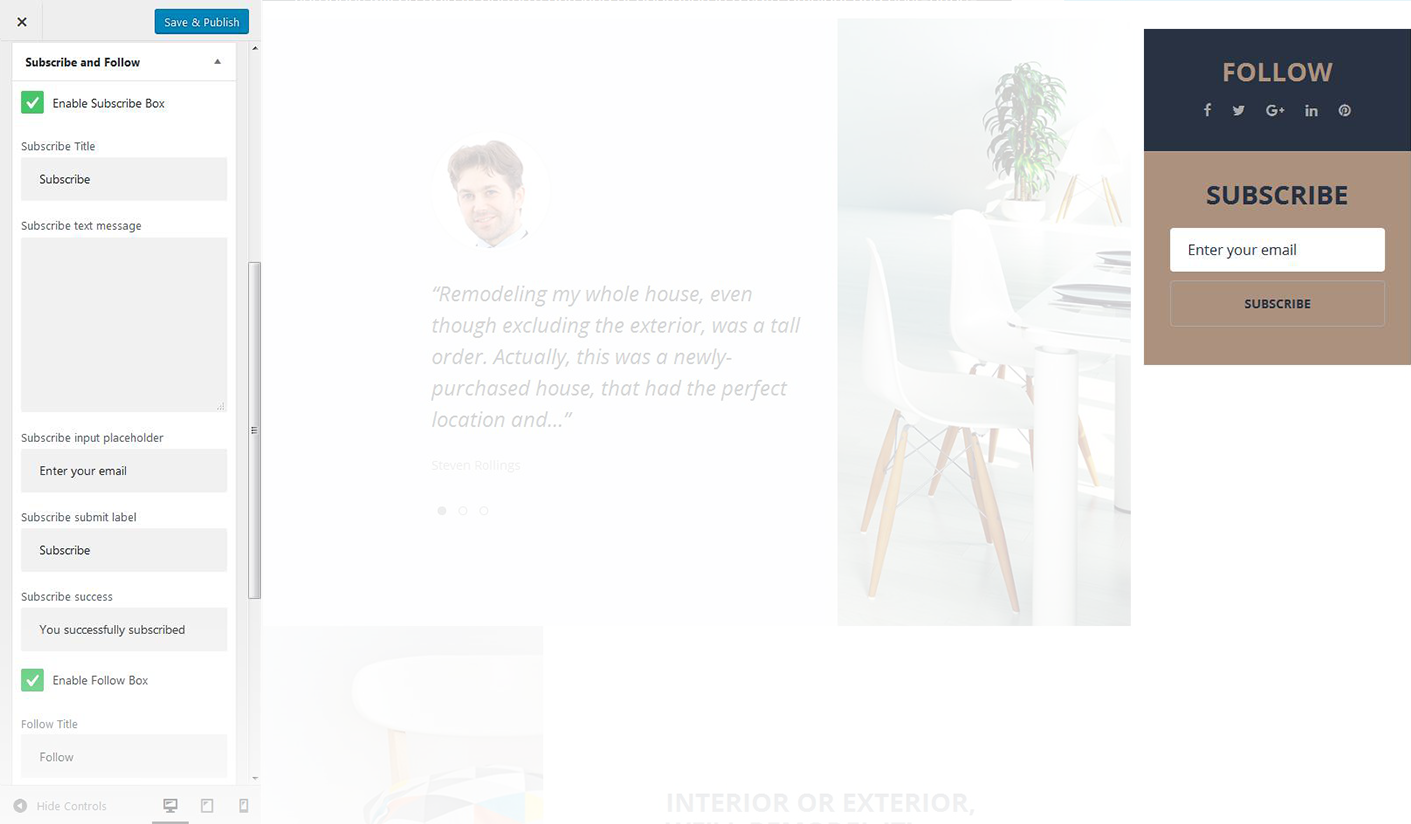 Save & Publish
Subscribe and Follow
Enable Subscribe Box
Subscribe Title
Subscribe
Subscribe text message
Subscribe input placeholder
Enter your email
Subscribe submit label
Subscribe
Subscribe success
You successfully subscribed
Enable Follow Box
Follow Title
Follow
Hide Controls
“Remodeling my whole house, even
though excluding the exterior, was a tall
order. Actually, this was a newly-
purchased house, that had the perfect
location and...”
Steven Rollings
INTERIOR OR EXTERIOR,
FOLLOW
SUBSCRIBE
Enter your email
SUBSCRIBE